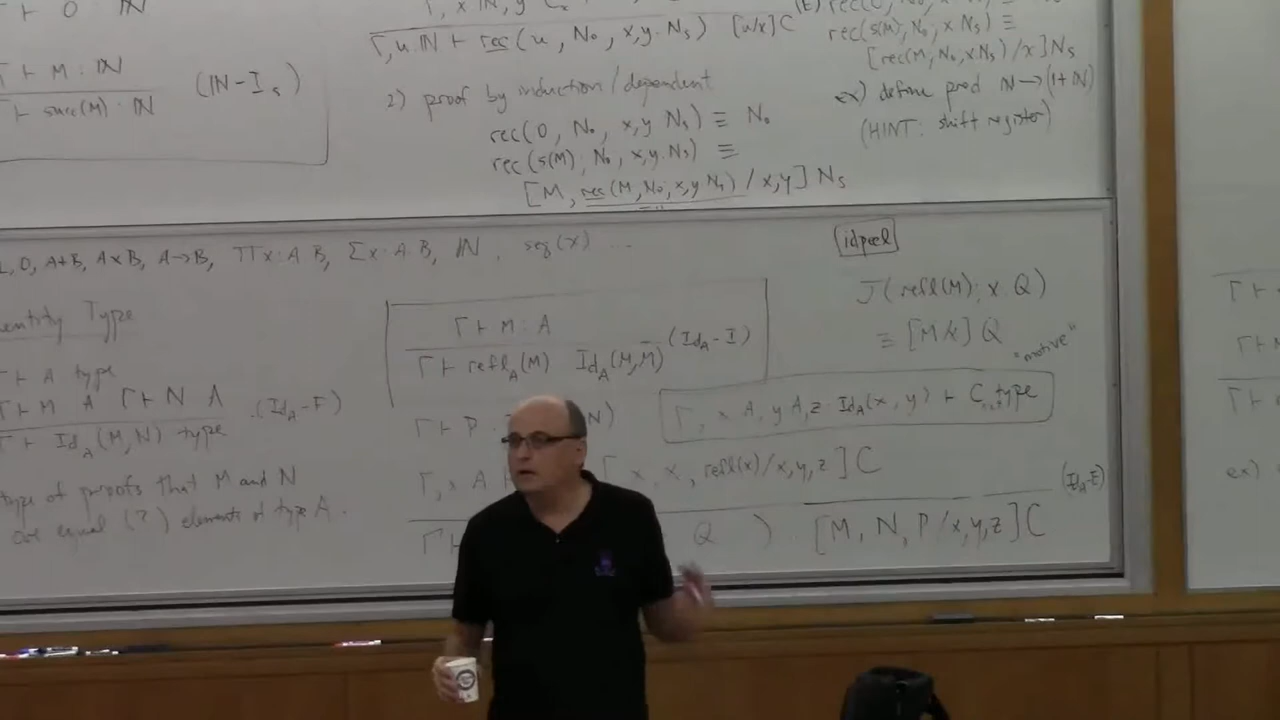 Γ ⊢ 0 : ℕ
Γ ⊢ M : ℕ
Γ ⊢ succ(M) : ℕ
(ℕ-I_s)
Γ, u:ℕ ⊢ rec(u, N₀, x,y.N_s) : [u/x]C
2) proof by induction/dependent
rec(0, N₀, x,y.N_s) ≡ N₀
rec(s(M); N₀, x,y.N_s) ≡
[M, rec(M,N₀;x,y.N_s)/x,y]N_s
rec(s(M), N₀, x.N_s) ≡
[rec(M,N₀,x.N_s)/x]N_s
ex) define pred ℕ → (1+ℕ)
(HINT: shift register)
1, 0, A+B, A×B, A→B, Πx:A.B, Σx:A.B, ℕ, seq(x) ...
Identity Type
Γ ⊢ A type
Γ ⊢ M : A Γ ⊢ N : A
(Id_A-F)
Γ ⊢ Id_A(M,N) type
type of proofs that M and N
are equal (?) elements of type A.
Γ ⊢ M : A
(Id_A-I)
Γ ⊢ refl_A(M) : Id_A(M,M)
idpeel
J(refl(M); x.Q)
≡ [M/x]Q
"motive"
Γ ⊢ P : N)
Γ, x:A, y:A, z:Id_A(x,y) ⊢ C type
Γ, x:A ⊢ [x, x, refl(x)/x,y,z]C
(Id_A-E)
Γ ⊢ Q ) : [M,N,P/x,y,z]C
Γ ⊢
Γ ⊢ M
Γ ⊢
ex)